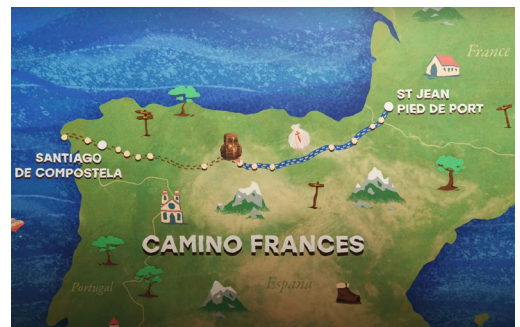 France
ST JEAN
PIED DE PORT
SANTIAGO
DE COMPOSTELA
CAMINO FRANCES
España
Portugal